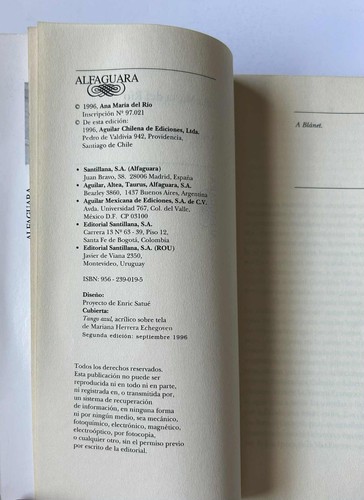 ALFAGUARA
© 1996, Ana María del Río
Inscripción Nº 97.021
© De esta edición:
1996, Aguilar Chilena de Ediciones, Ltda.
Pedro de Valdivia 942, Providencia,
Santiago de Chile
• Santillana, S.A. (Alfaguara)
Juan Bravo, 38. 28006 Madrid, España
• Aguilar, Altea, Taurus, Alfaguara, S.A.
Beazley 3860, 1437 Buenos Aires, Argentina
• Aguilar Mexicana de Ediciones, S.A. de C.V.
Avda. Universidad 767, Col. del Valle,
México D.F. CP 03100
• Editorial Santillana, S.A.
Carrera 13 Nº 63 - 39, Piso 12,
Santa Fe de Bogotá, Colombia
• Editorial Santillana, S.A. (ROU)
Javier de Viana 2350,
Montevideo, Uruguay
ISBN: 956 - 239-019-5
Diseño:
Proyecto de Enric Satué
Cubierta:
Tango azul, acrílico sobre tela
de Mariana Herrera Echegoyen
Segunda edición: septiembre 1996
Todos los derechos reservados.
Esta publicación no puede ser
reproducida ni en todo ni en parte,
ni registrada en, o transmitida por,
un sistema de recuperación
de información, en ninguna forma
ni por ningún medio, sea mecánico,
fotoquímico, electrónico, magnético,
electroóptico, por fotocopia,
o cualquier otro, sin el permiso previo
por escrito de la editorial.
ALFAGUARA
A Blánet.